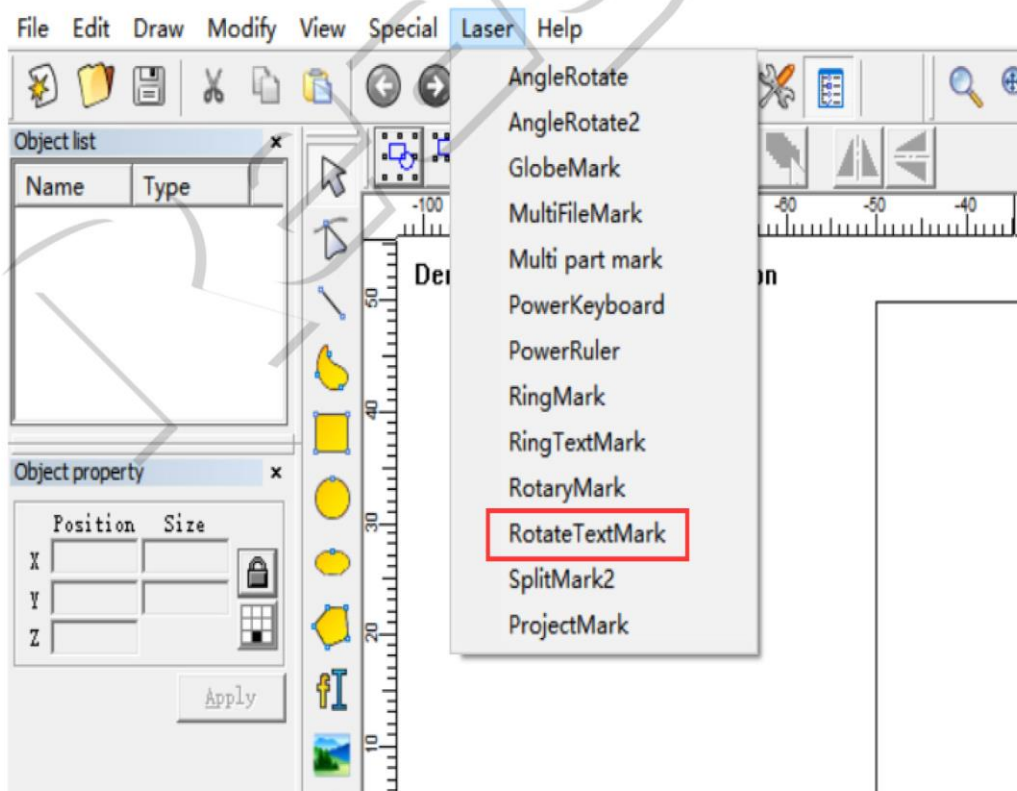 File Edit Draw Modify View Special Laser Help
AngleRotate
AngleRotate2
GlobeMark
MultiFileMark
Multi part mark
PowerKeyboard
PowerRuler
RingMark
RingTextMark
RotaryMark
RotateTextMark
SplitMark2
ProjectMark
Object list x
Name Type
-100 -60 -50 -40
Der on
50
40
30
20
10
Object property x
Position Size
X
Y
Z
Apply